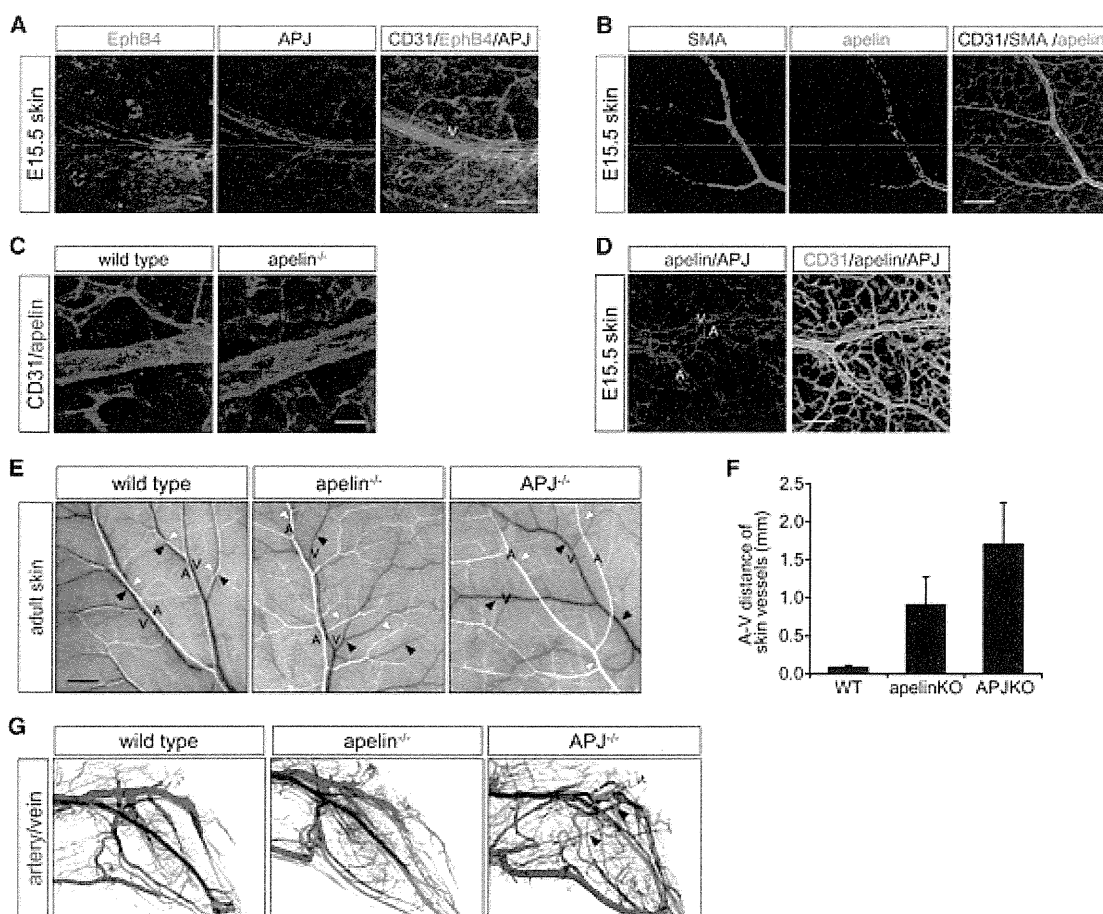 A
EphB4 APJ CD31/EphB4/APJ
E15.5 skin
V
B
SMA apelin CD31/SMA /apelin
E15.5 skin
C
wild type apelin-/-
CD31/apelin
D
apelin/APJ CD31/apelin/APJ
E15.5 skin
V
A
A
E
wild type apelin-/- APJ-/-
adult skin
A V
A
V
A
V
A
V
A V A
V
F
A-V distance of
skin vessels (mm)
2.5
2.0
1.5
1.0
0.5
0.0
WT apelinKO APJKO
G
wild type apelin-/- APJ-/-
artery/vein